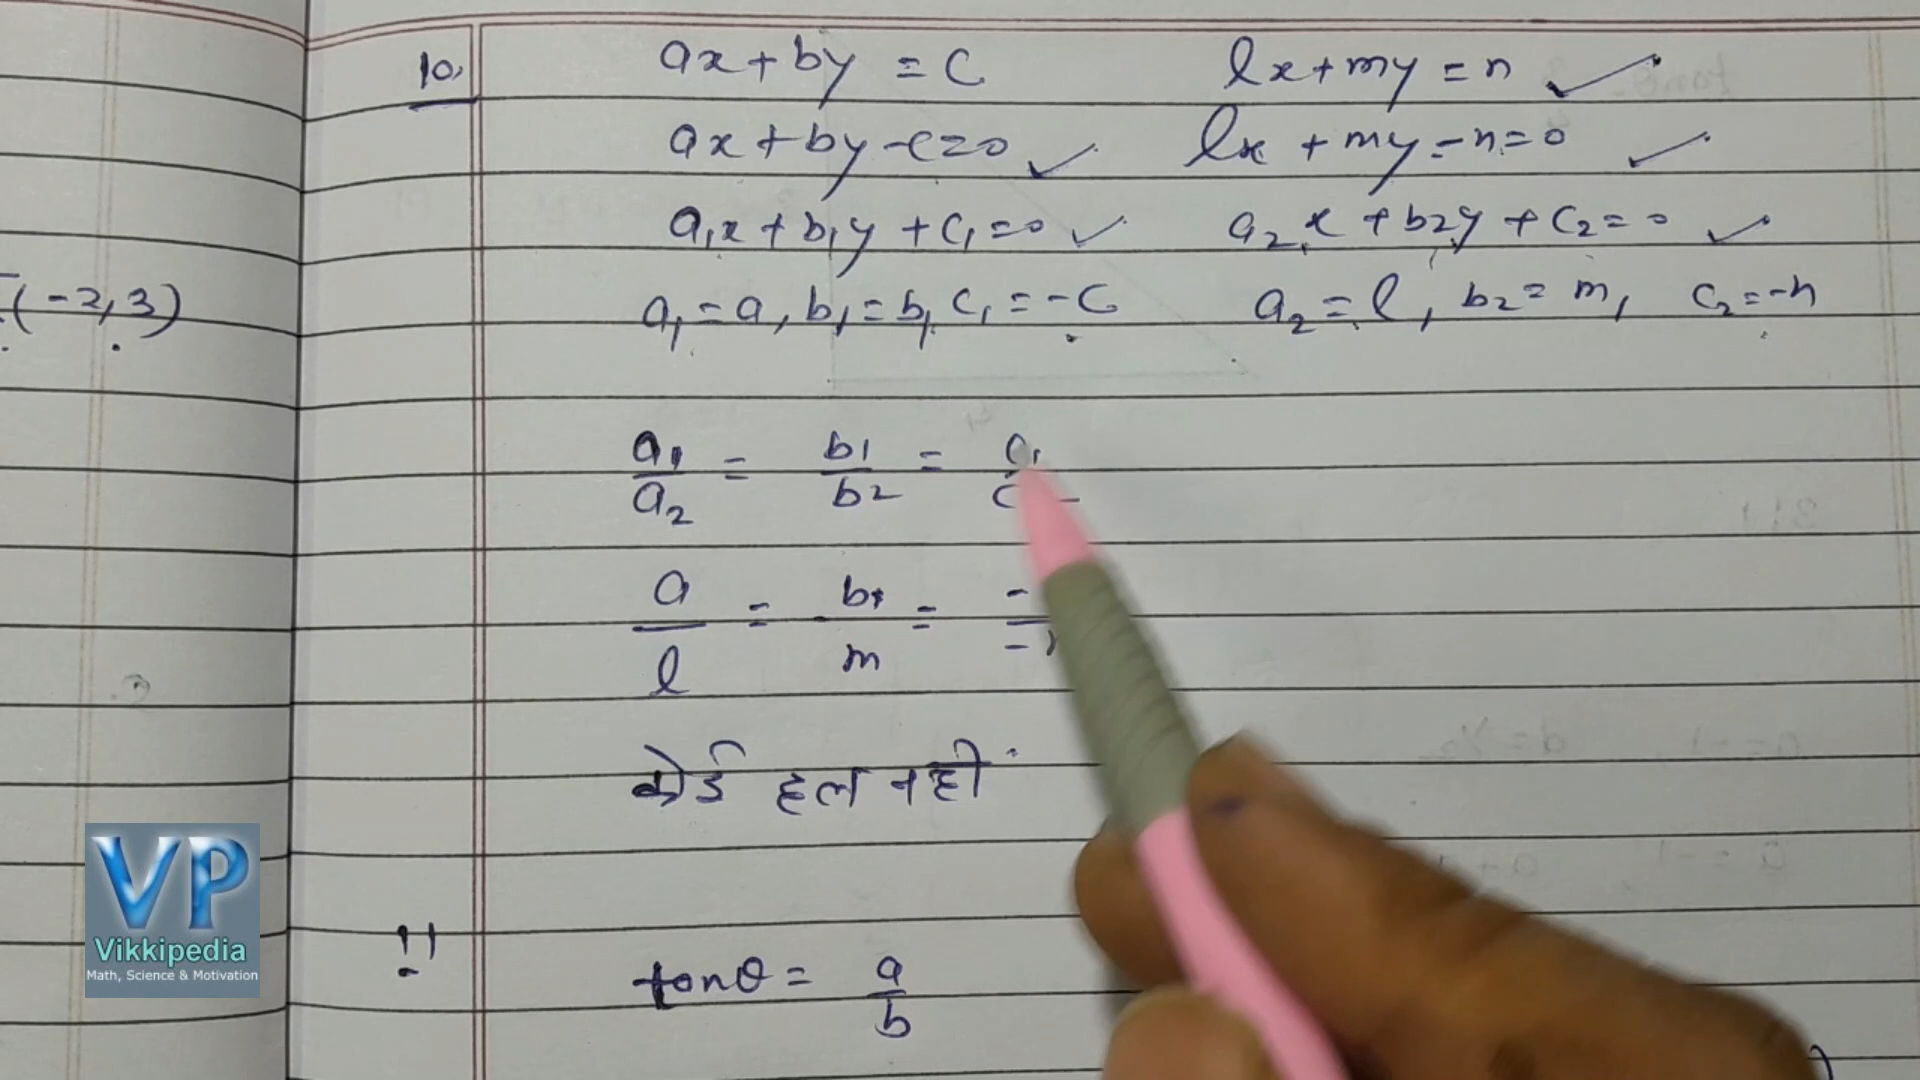 10. ax + by = c lx + my = n
ax + by - c = 0 lx + my - n = 0
a₁x + b₁y + c₁ = 0 a₂x + b₂y + c₂ = 0
(-2, 3) a₁ = a, b₁ = b, c₁ = -c a₂ = l, b₂ = m, c₂ = -n
a₁/a₂ = b₁/b₂ = c₁
a/l = b/m = -
कोई हल नहीं
VP
Vikkipedia
Math, Science & Motivation
11 tanθ = a/b